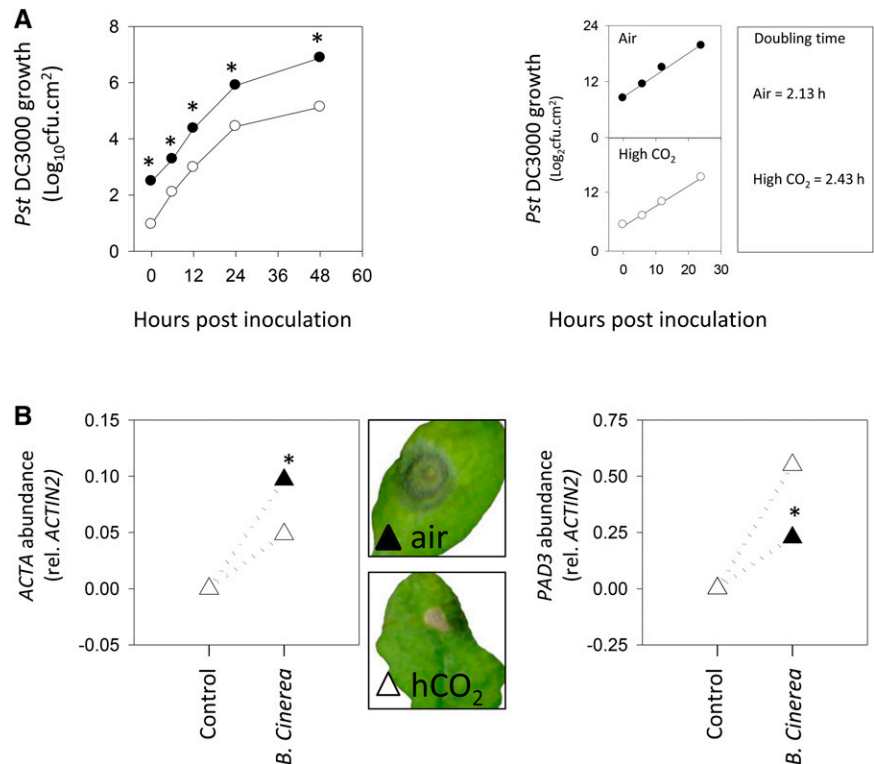 A
Pst DC3000 growth
(Log₁₀cfu.cm²)
8
6
4
2
0
*
*
*
*
*
0 12 24 36 48 60
Hours post inoculation
Pst DC3000 growth
(Log₂cfu.cm²)
24
12
0
Air
High CO₂
12
0
0 10 20 30
Hours post inoculation
Doubling time
Air = 2.13 h
High CO₂ = 2.43 h
B
ACTA abundance
(rel. ACTIN2)
0.15
0.10
0.05
0.00
-0.05
*
Control
B. Cinerea
air
hCO₂
PAD3 abundance
(rel. ACTIN2)
0.75
0.50
0.25
0.00
-0.25
*
Control
B. Cinerea